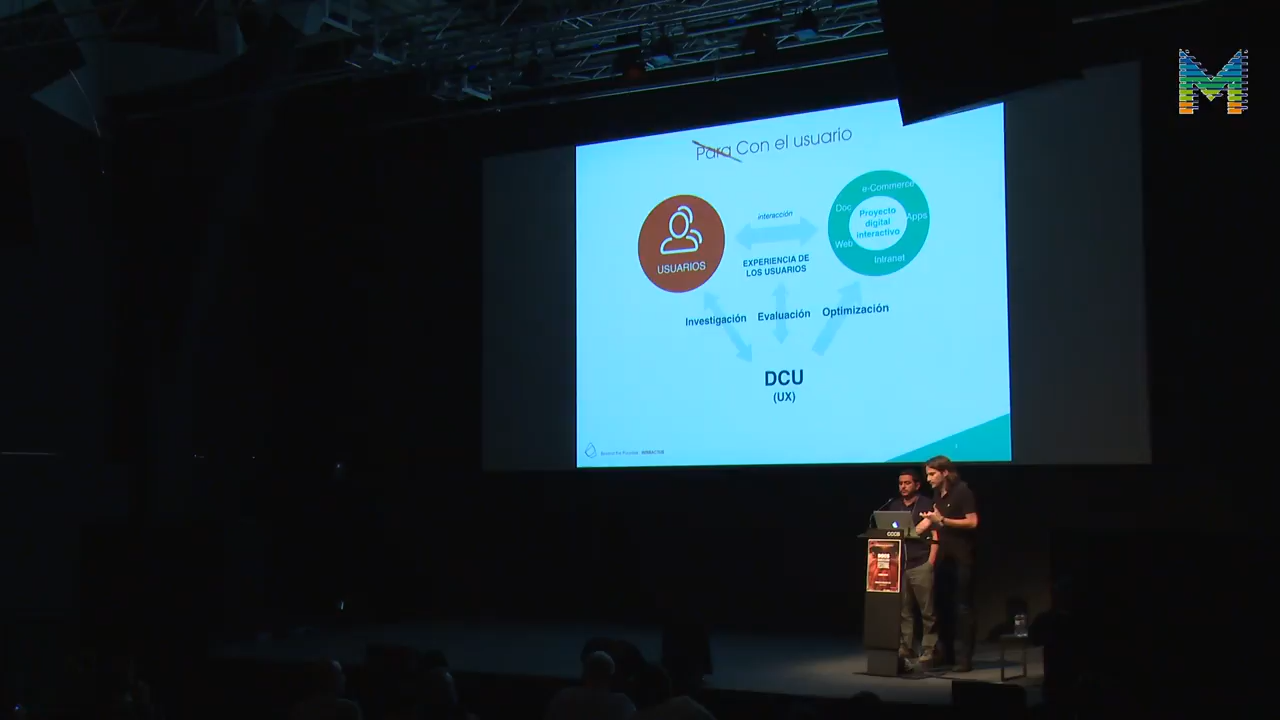 Para Con el usuario
USUARIOS
interacción
EXPERIENCIA DE
LOS USUARIOS
e-Commerce
Doc
Apps
Web
Intranet
Proyecto
digital
interactivo
Investigación
Evaluación
Optimización
DCU
(UX)
CCCB
M